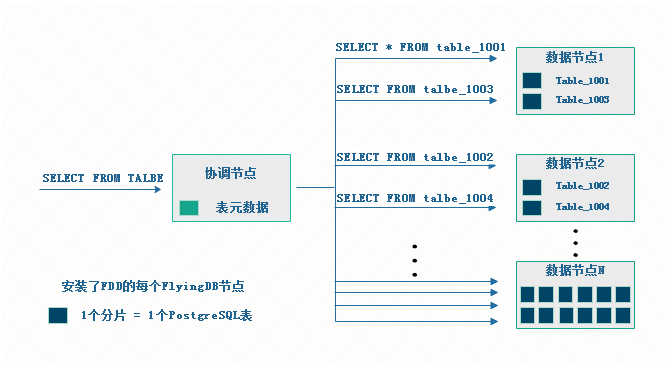 SELECT * FROM table_1001
数据节点1
Table_1001
SELECT FROM talbe_1003
Table_1003
SELECT FROM talbe_1002
数据节点2
协调节点
SELECT FROM TALBE
Table_1002
SELECT FROM talbe_1004
表元数据
Table_1004
数据节点N
安装了FDD的每个FlyingDB节点
1个分片 = 1个PostgreSQL表